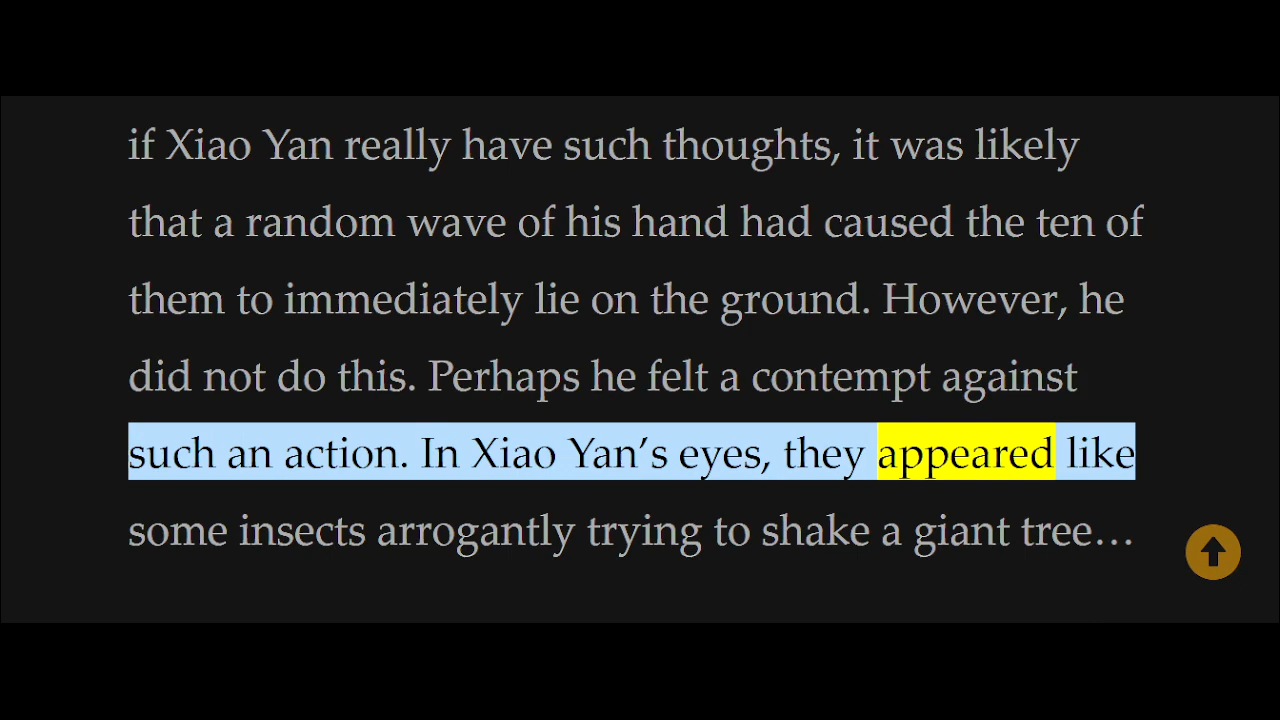 if Xiao Yan really have such thoughts, it was likely
that a random wave of his hand had caused the ten of
them to immediately lie on the ground. However, he
did not do this. Perhaps he felt a contempt against
such an action. In Xiao Yan’s eyes, they appeared like
some insects arrogantly trying to shake a giant tree…